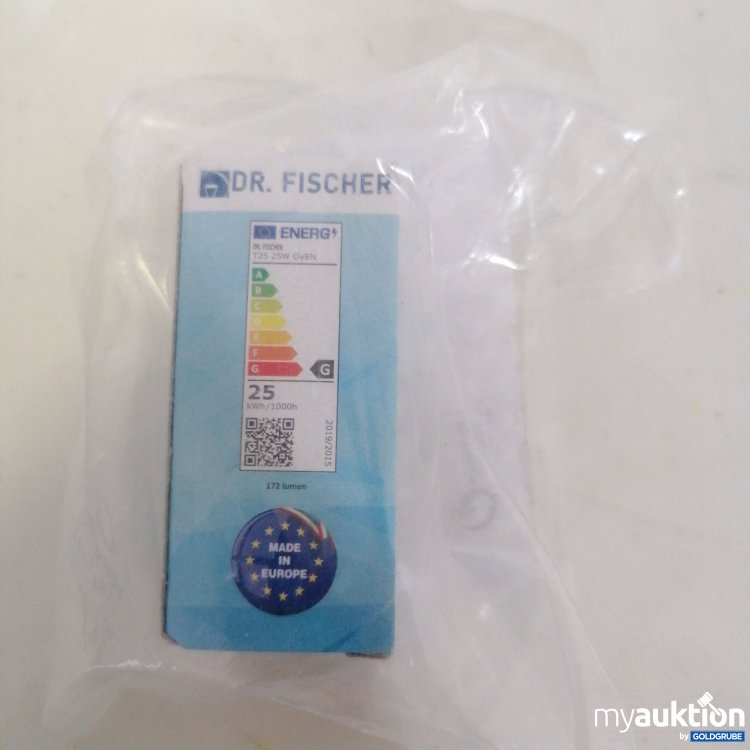 DR. FISCHER
ENERG
DR. FISCHER
T25 25W OVEN
A
B
C
D
E
F
G G
25
kWh/1000h
2019/2015
172 lumen
MADE
IN
EUROPE
myauktion
by GOLDGRUBE